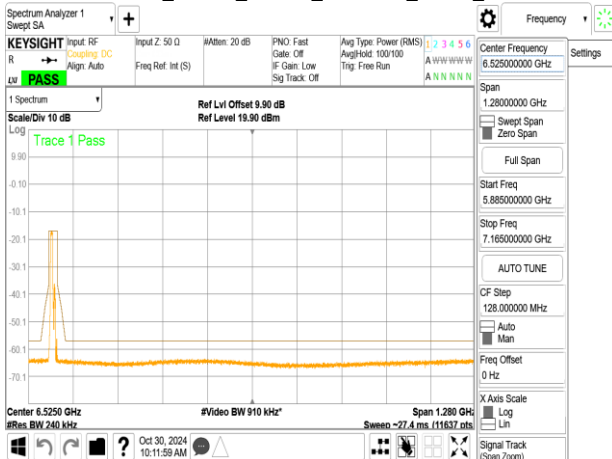 Spectrum Analyzer 1
Swept SA
+
Frequency
KEYSIGHT
R
LXI
PASS
Input: RF
Coupling: DC
Align: Auto
Input Z: 50 Ω
Freq Ref: Int (S)
#Atten: 20 dB
PNO: Fast
Gate: Off
IF Gain: Low
Sig Track: Off
Avg Type: Power (RMS)
Avg|Hold: 100/100
Trig: Free Run
1 2 3 4 5 6
A W W W W W
A N N N N N
1 Spectrum
Scale/Div 10 dB
Ref Lvl Offset 9.90 dB
Ref Level 19.90 dBm
Log
Trace 1 Pass
9.90
-0.10
-10.1
-20.1
-30.1
-40.1
-50.1
-60.1
-70.1
Center 6.5250 GHz
#Res BW 240 kHz
#Video BW 910 kHz*
Span 1.280 GHz
Sweep ~27.4 ms (11637 pts
Oct 30, 2024
10:11:59 AM
?
Center Frequency
6.525000000 GHz
Settings
Span
1.28000000 GHz
Swept Span
Zero Span
Full Span
Start Freq
5.885000000 GHz
Stop Freq
7.165000000 GHz
AUTO TUNE
CF Step
128.000000 MHz
Auto
Man
Freq Offset
0 Hz
X Axis Scale
Log
Lin
Signal Track
(Span Zoom)